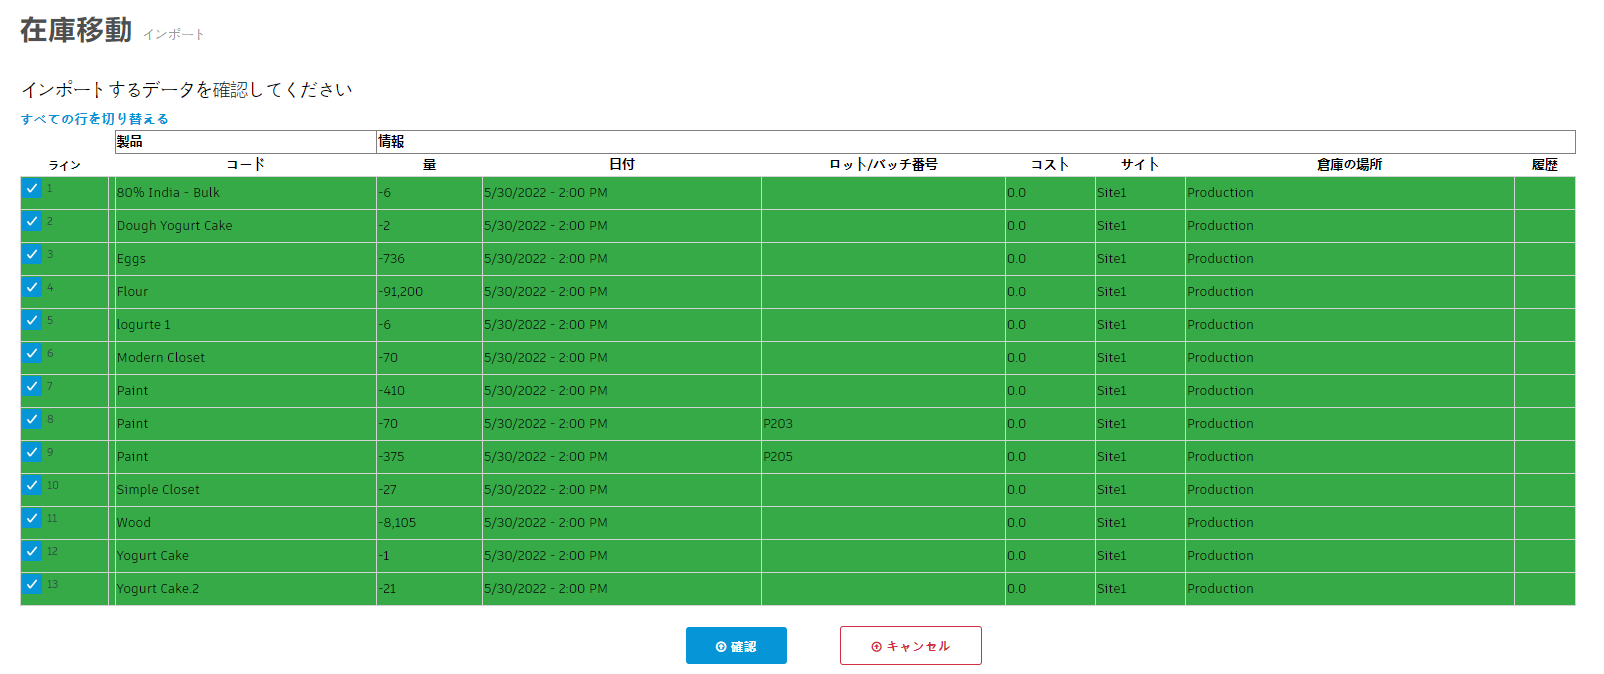 在庫移動 インポート
インポートするデータを確認してください
すべての行を切り替える
製品 情報
ライン コード 量 日付 ロット/バッチ番号 コスト サイト 倉庫の場所 履歴
1 80% India - Bulk -6 5/30/2022 - 2:00 PM 0.0 Site1 Production
2 Dough Yogurt Cake -2 5/30/2022 - 2:00 PM 0.0 Site1 Production
3 Eggs -736 5/30/2022 - 2:00 PM 0.0 Site1 Production
4 Flour -91,200 5/30/2022 - 2:00 PM 0.0 Site1 Production
5 Iogurte 1 -6 5/30/2022 - 2:00 PM 0.0 Site1 Production
6 Modern Closet -70 5/30/2022 - 2:00 PM 0.0 Site1 Production
7 Paint -410 5/30/2022 - 2:00 PM 0.0 Site1 Production
8 Paint -70 5/30/2022 - 2:00 PM P203 0.0 Site1 Production
9 Paint -375 5/30/2022 - 2:00 PM P205 0.0 Site1 Production
10 Simple Closet -27 5/30/2022 - 2:00 PM 0.0 Site1 Production
11 Wood -8,105 5/30/2022 - 2:00 PM 0.0 Site1 Production
12 Yogurt Cake -1 5/30/2022 - 2:00 PM 0.0 Site1 Production
13 Yogurt Cake.2 -21 5/30/2022 - 2:00 PM 0.0 Site1 Production
確認 キャンセル